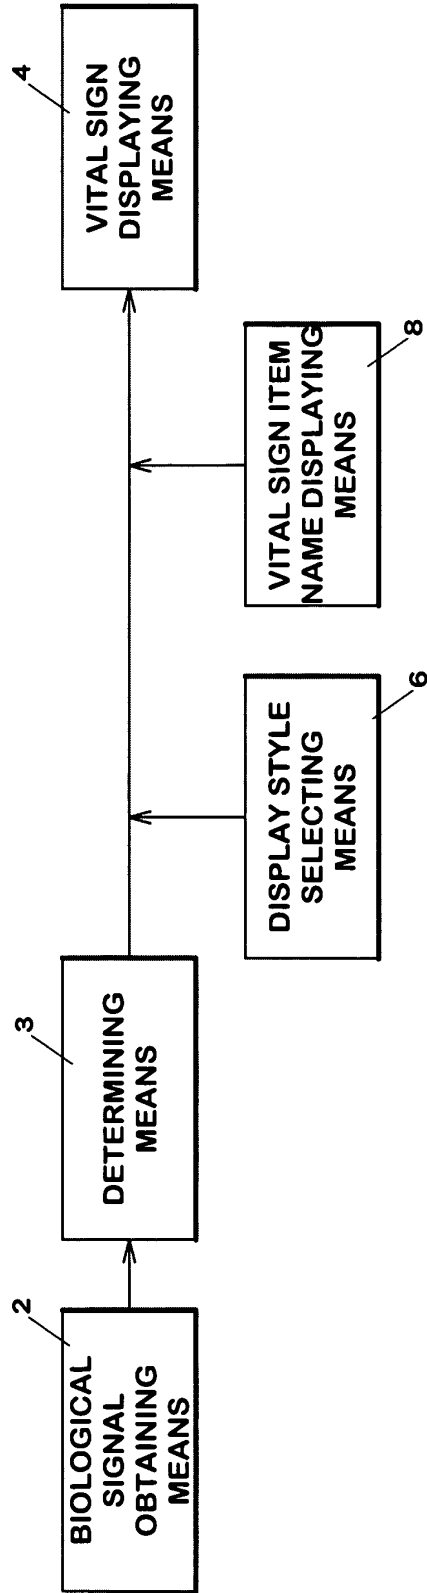 2
BIOLOGICAL
SIGNAL
OBTAINING
MEANS
3
DETERMINING
MEANS
4
VITAL SIGN
DISPLAYING
MEANS
DISPLAY STYLE
SELECTING
MEANS
6
VITAL SIGN ITEM
NAME DISPLAYING
MEANS
8